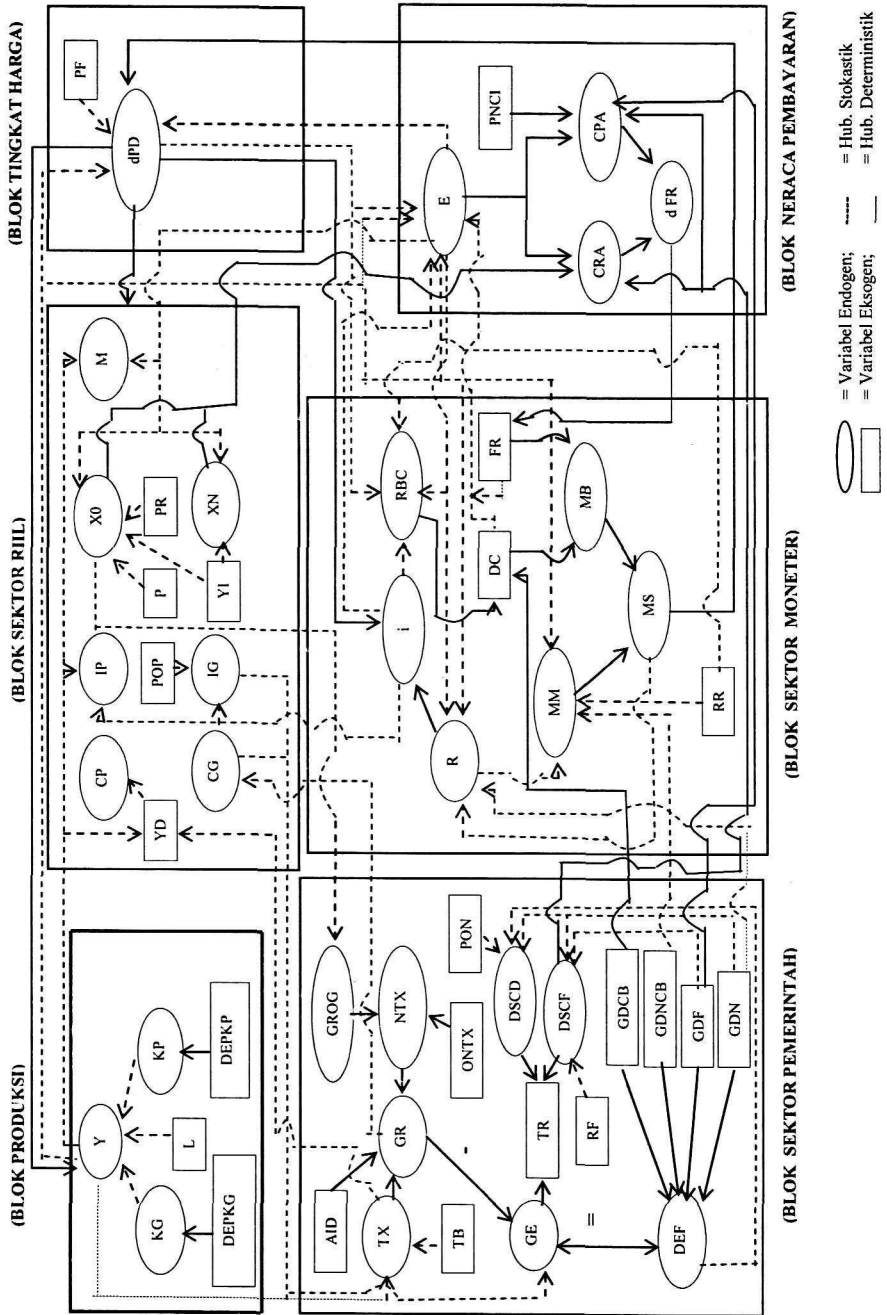 (BLOK PRODUKSI)
(BLOK SEKTOR RIIL)
(BLOK TINGKAT HARGA)
Y
KG
L
KP
DEPKG
DEPKP
CP
IP
X0
M
YD
POP
P
PR
CG
IG
YI
XN
PF
dPD
AID
GROG
PON
TX
GR
NTX
DSCD
TB
ONTX
DSCF
GE
TR
-
RF
=
GDCB
GDNCB
GDF
GDN
DEF
R
i
RBC
DC
FR
MM
MB
MS
RR
E
PNCI
CRA
CPA
d FR
(BLOK SEKTOR PEMERINTAH)
(BLOK SEKTOR MONETER)
(BLOK NERACA PEMBAYARAN)
= Variabel Endogen; ----- = Hub. Stokastik
= Variabel Eksogen; — = Hub. Deterministik